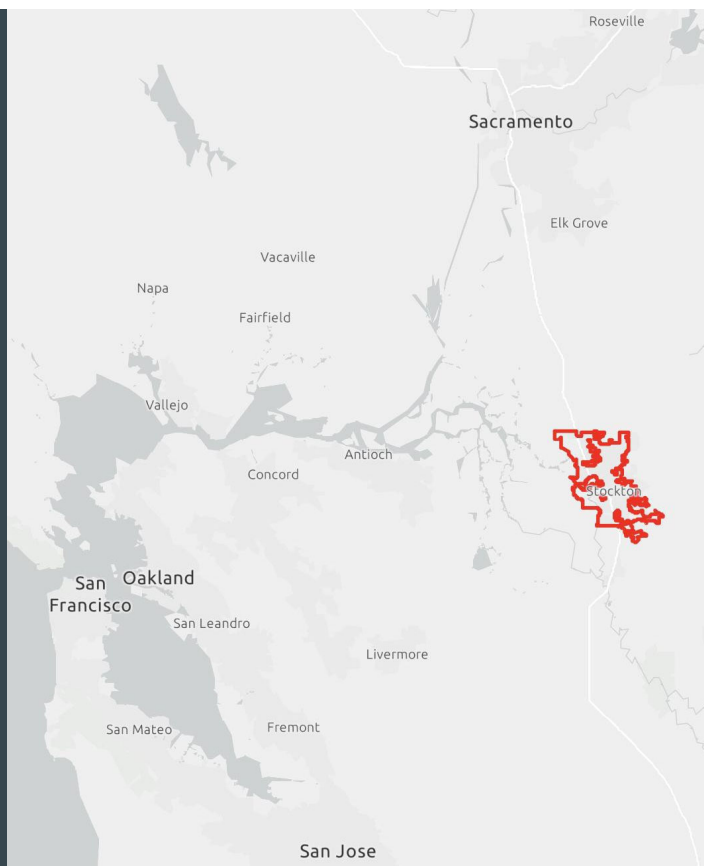 Roseville
Sacramento
Elk Grove
Vacaville
Napa
Fairfield
Vallejo
Antioch
Concord
Stockton
San
Francisco
Oakland
San Leandro
Livermore
San Mateo
Fremont
San Jose